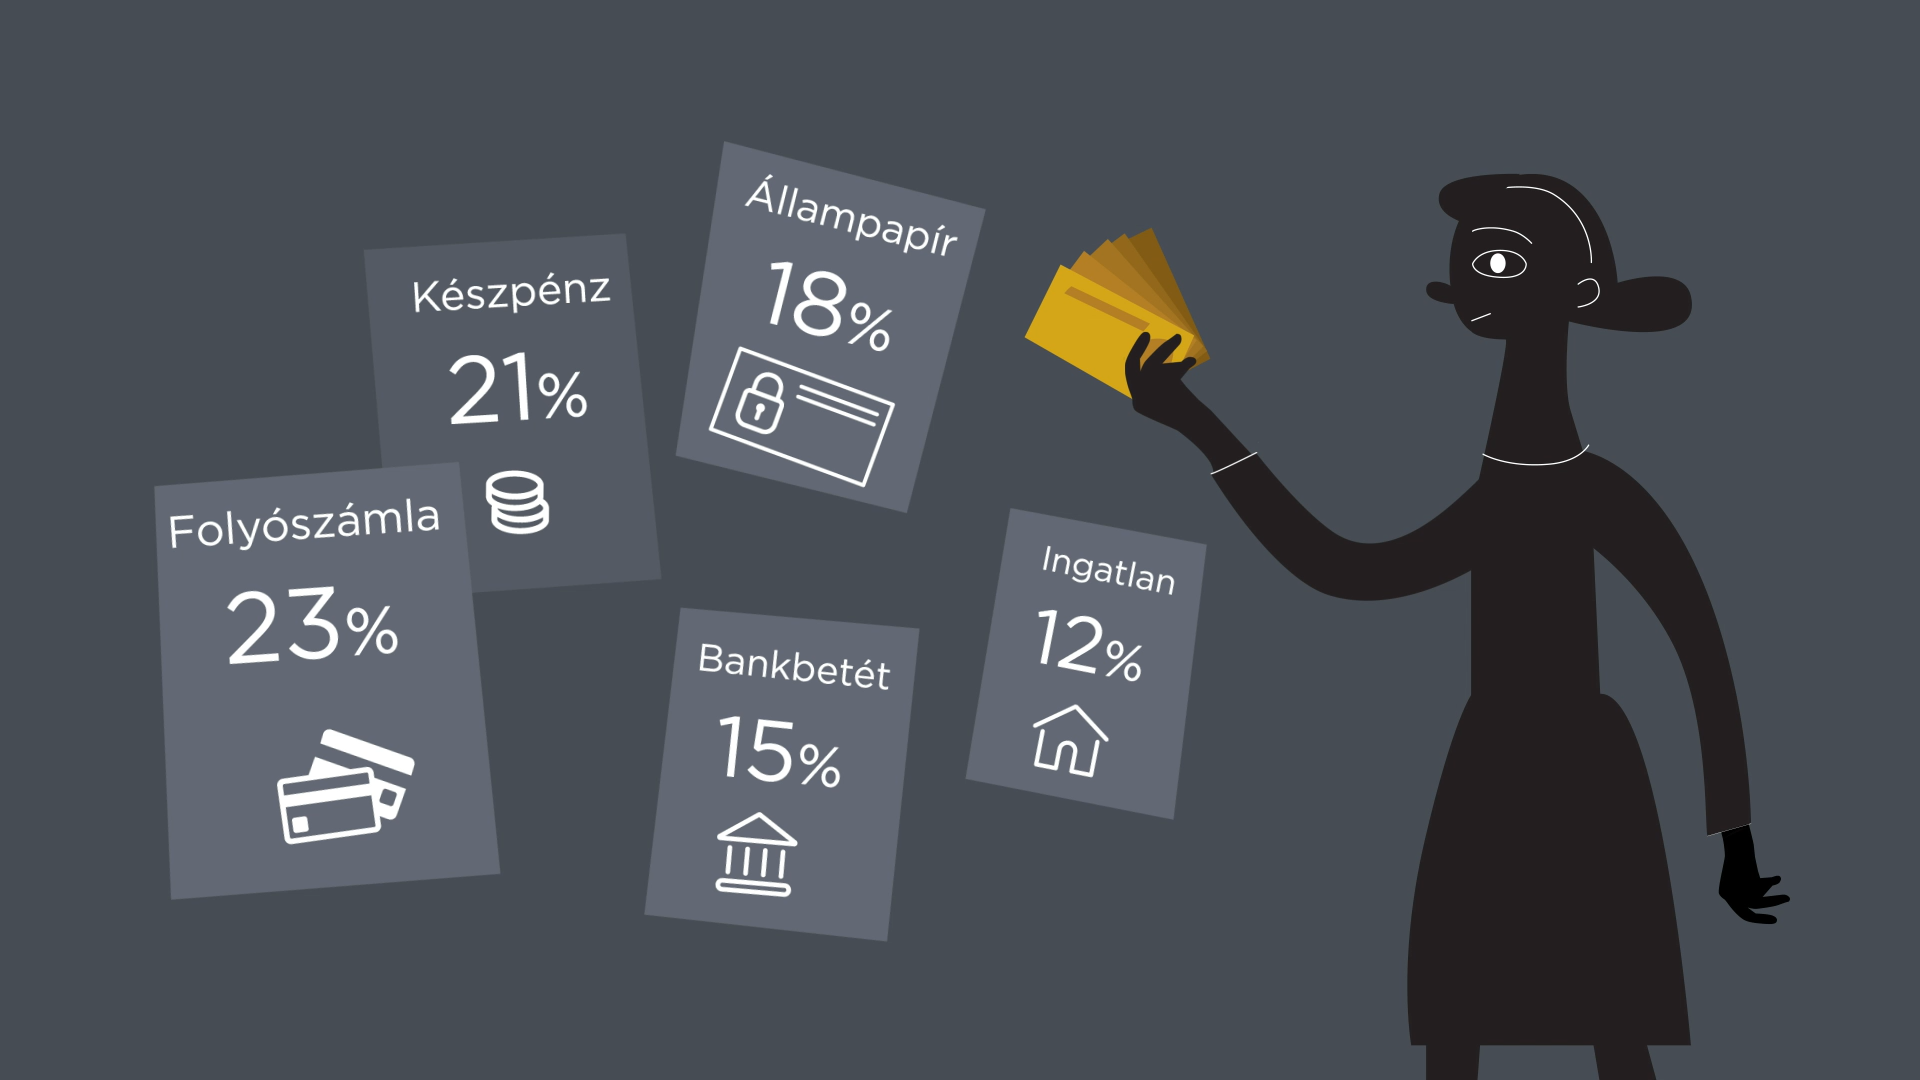 Folyószámla
23%
Készpénz
21%
Állampapír
18%
Bankbetét
15%
Ingatlan
12%